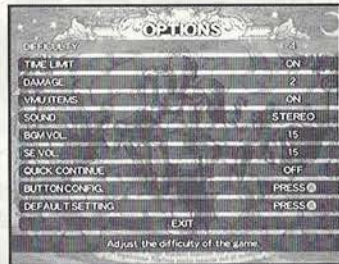 OPTIONS
DIFFICULTY 4
TIME LIMIT ON
DAMAGE 2
VMU ITEMS ON
SOUND STEREO
BGM VOL. 15
SE VOL. 15
QUICK CONTINUE OFF
BUTTON CONFIG. PRESS Ⓐ
DEFAULT SETTING PRESS Ⓐ
EXIT
Adjust the difficulty of the game.